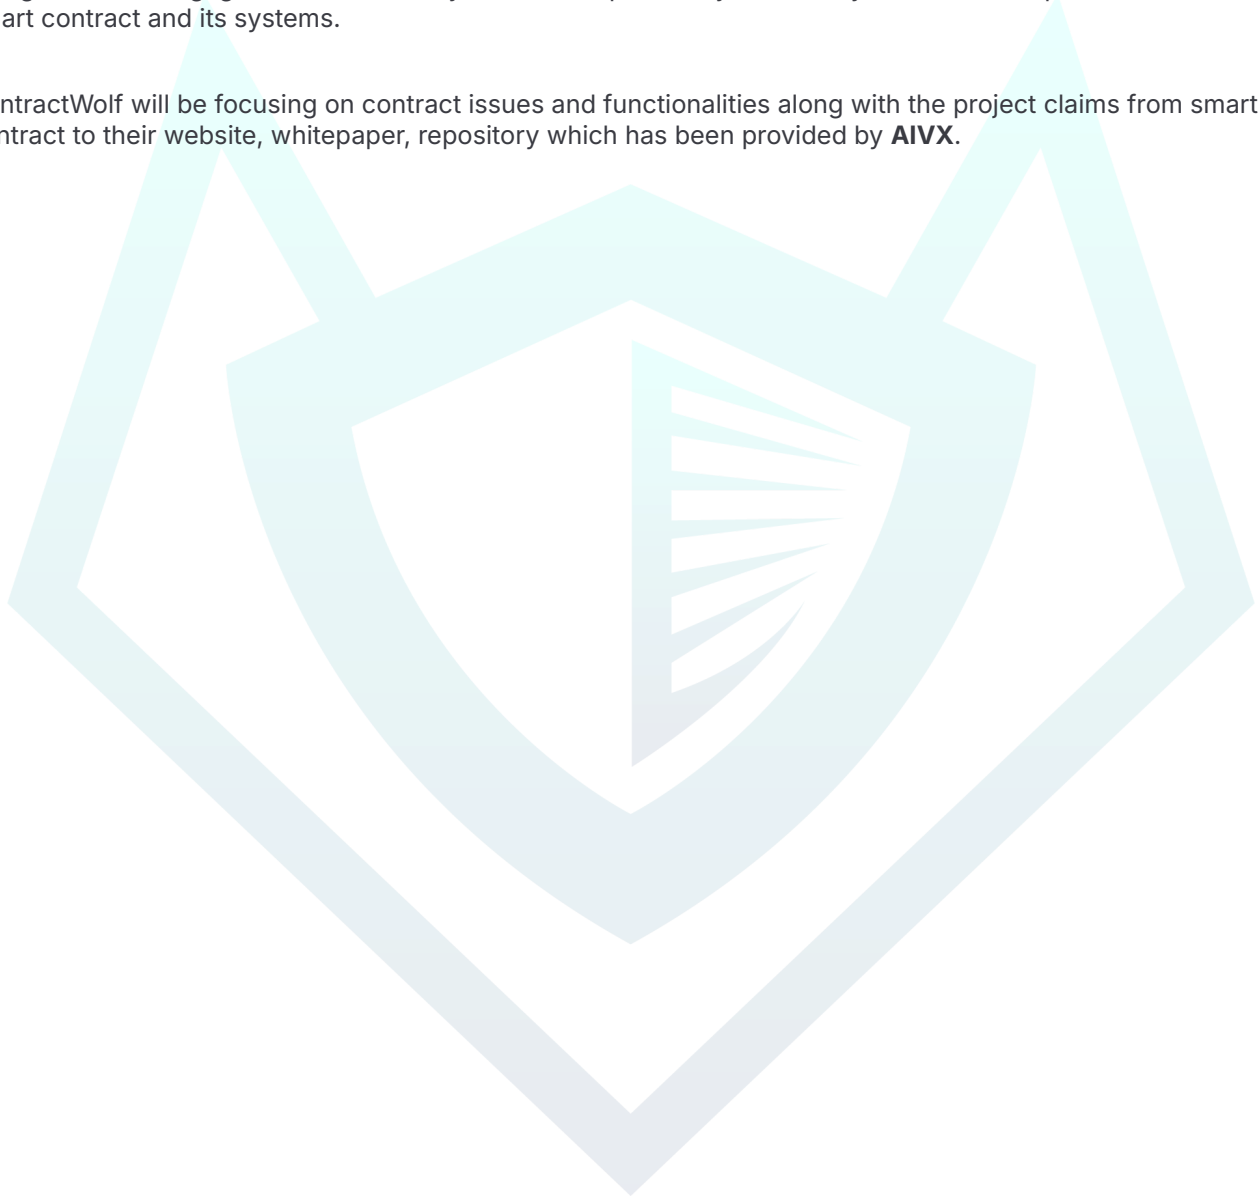 art contract and its systems.
ntractWolf will be focusing on contract issues and functionalities along with the project claims from smart
ntract to their website, whitepaper, repository which has been provided by AIVX.